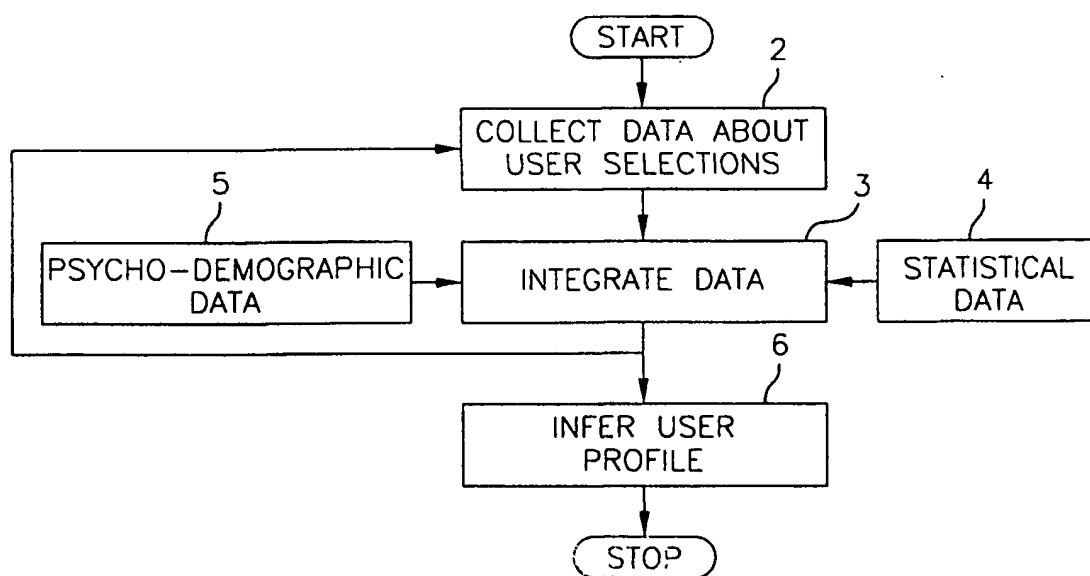 START
2
COLLECT DATA ABOUT
USER SELECTIONS
5
3
4
PSYCHO-DEMOGRAPHIC
DATA
INTEGRATE DATA
STATISTICAL
DATA
6
INFER USER
PROFILE
STOP